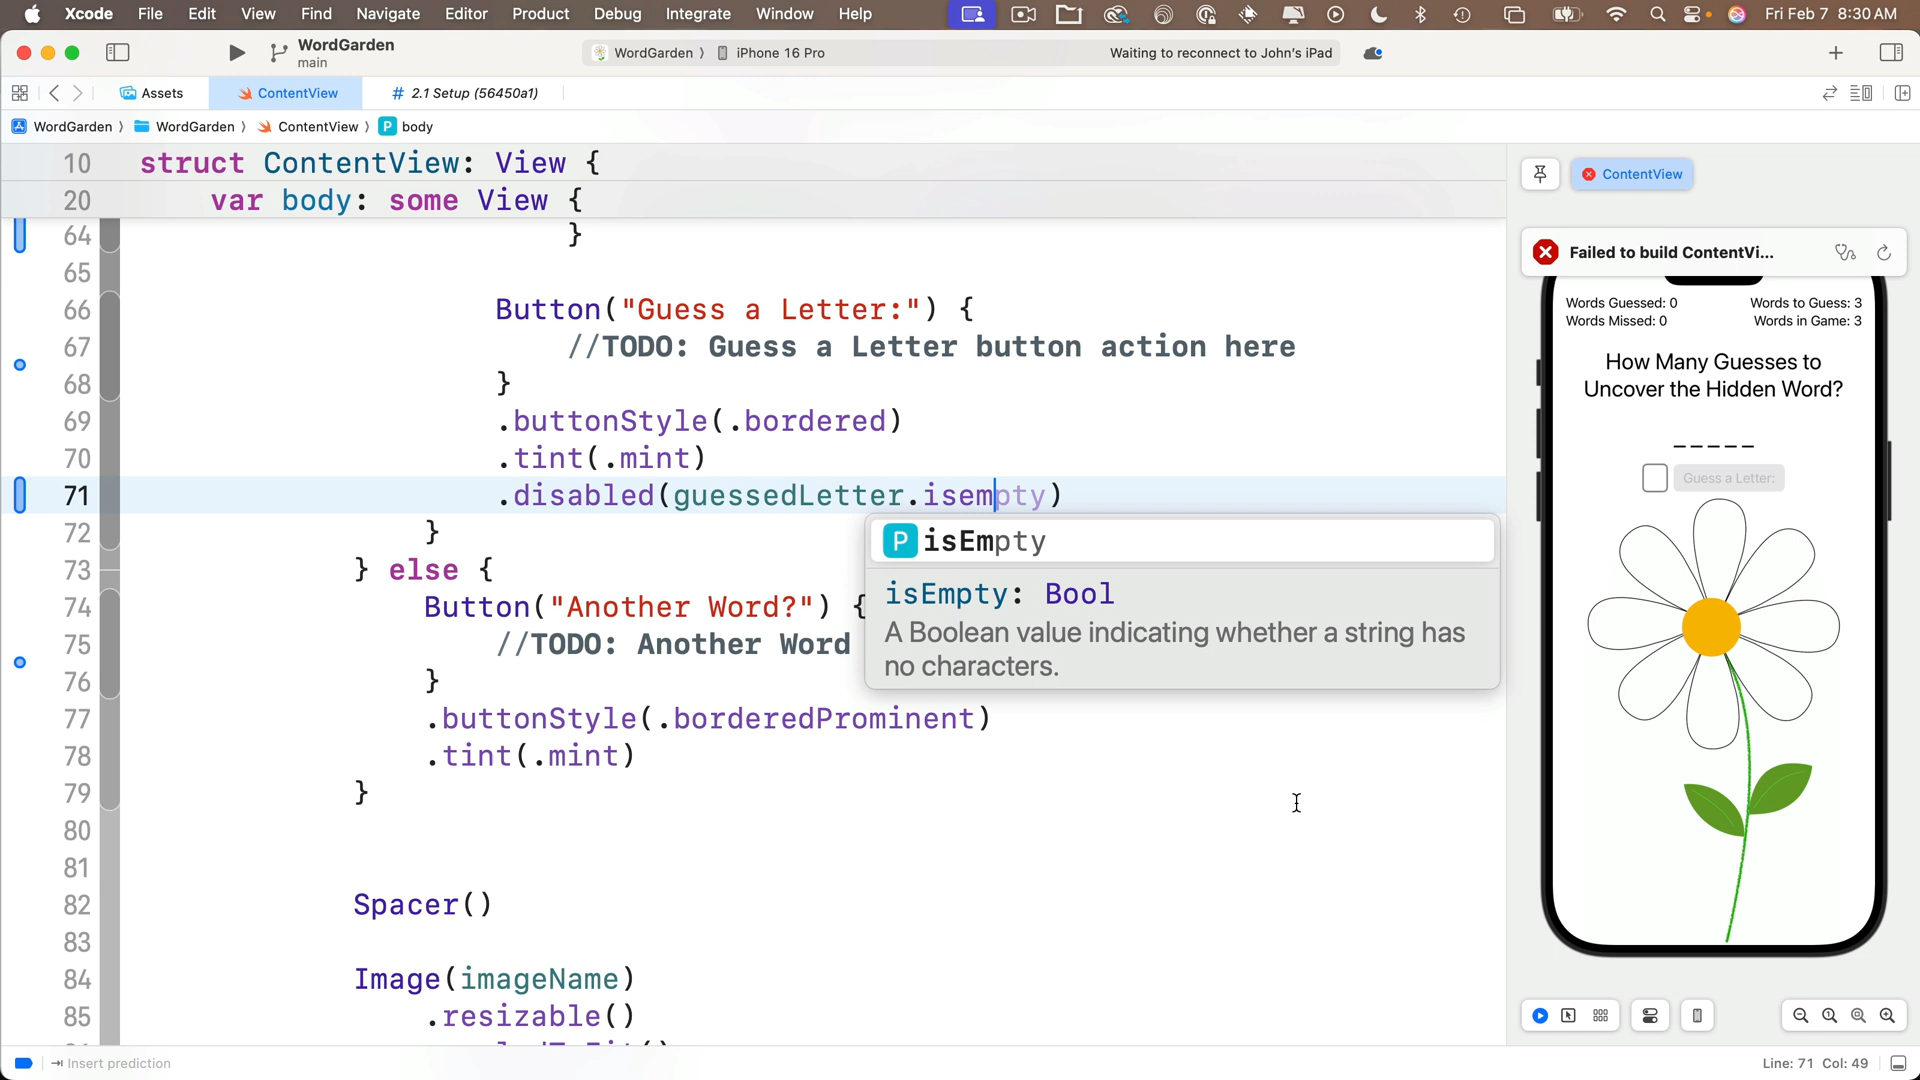 Xcode File Edit View Find Navigate Editor Product Debug Integrate Window Help Fri Feb 7 8:30 AM
WordGarden
main
WordGarden 〉 iPhone 16 Pro
Waiting to reconnect to John's iPad
Assets ContentView # 2.1 Setup (56450a1)
WordGarden 〉 WordGarden 〉 ContentView 〉 P body
10 struct ContentView: View {
20 var body: some View {
64 }
65
66 Button("Guess a Letter:") {
67 //TODO: Guess a Letter button action here
68 }
69 .buttonStyle(.bordered)
70 .tint(.mint)
71 .disabled(guessedLetter.isempty)
72 }
73 } else {
74 Button("Another Word?") {
75 //TODO: Another Word
76 }
77 .buttonStyle(.borderedProminent)
78 .tint(.mint)
79 }
80
81
82 Spacer()
83
84 Image(imageName)
85 .resizable()
P isEmpty
isEmpty: Bool
A Boolean value indicating whether a string has
no characters.
ContentView
Failed to build ContentVi...
Words Guessed: 0 Words to Guess: 3
Words Missed: 0 Words in Game: 3
How Many Guesses to
Uncover the Hidden Word?
_ _ _ _ _
Guess a Letter:
Insert prediction
Line: 71 Col: 49